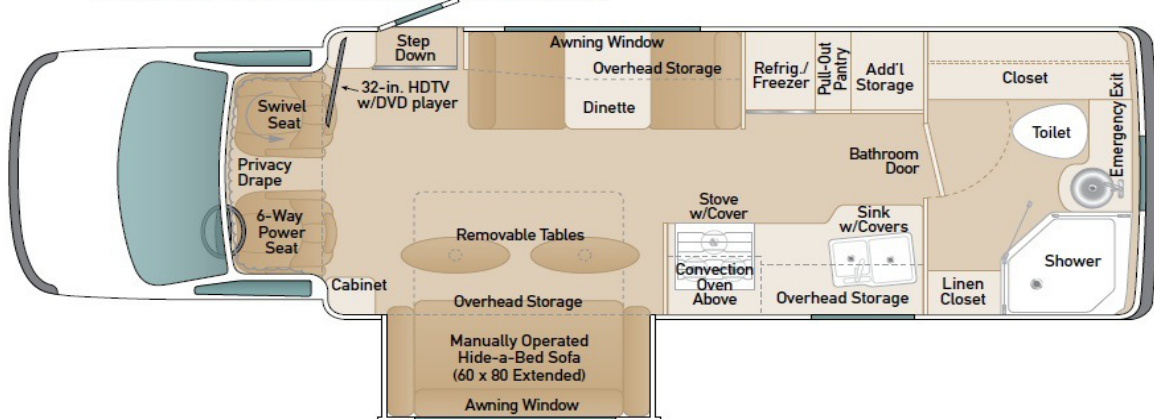 Step
Down
Awning Window
Overhead Storage
Dinette
Refrig./
Freezer
Pull-Out
Pantry
Add'l
Storage
Closet
Emergency Exit
Toilet
32-in. HDTV
w/DVD player
Swivel
Seat
Privacy
Drape
6-Way
Power
Seat
Bathroom
Door
Stove
w/Cover
Sink
w/Covers
Removable Tables
Convection
Oven
Above
Overhead Storage
Linen
Closet
Shower
Cabinet
Overhead Storage
Manually Operated
Hide-a-Bed Sofa
(60 x 80 Extended)
Awning Window